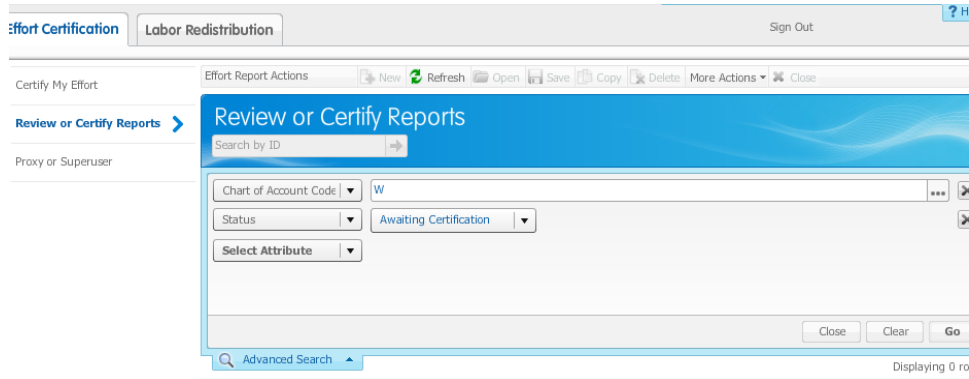 ? H
Effort Certification Labor Redistribution Sign Out
Certify My Effort
Review or Certify Reports
Proxy or Superuser
Effort Report Actions New Refresh Open Save Copy Delete More Actions Close
Review or Certify Reports
Search by ID
Chart of Account Code W ...
Status Awaiting Certification
Select Attribute
Close Clear Go
Advanced Search
Displaying 0 ro